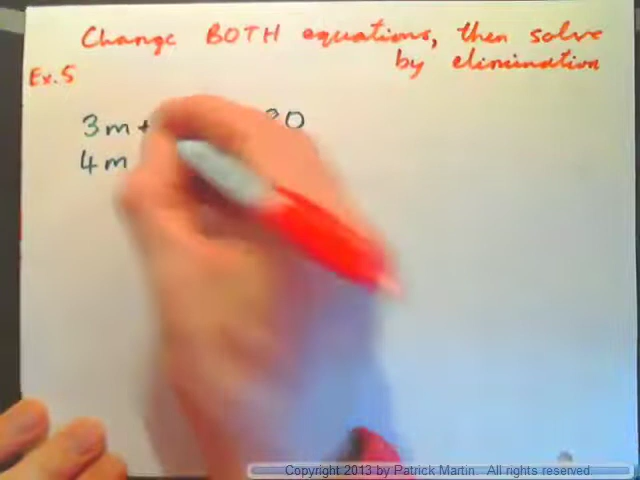 Change BOTH equations, then solve
by elimination
Ex.5
3m + 30
4m
Copyright 2013 by Patrick Martin. All rights reserved.